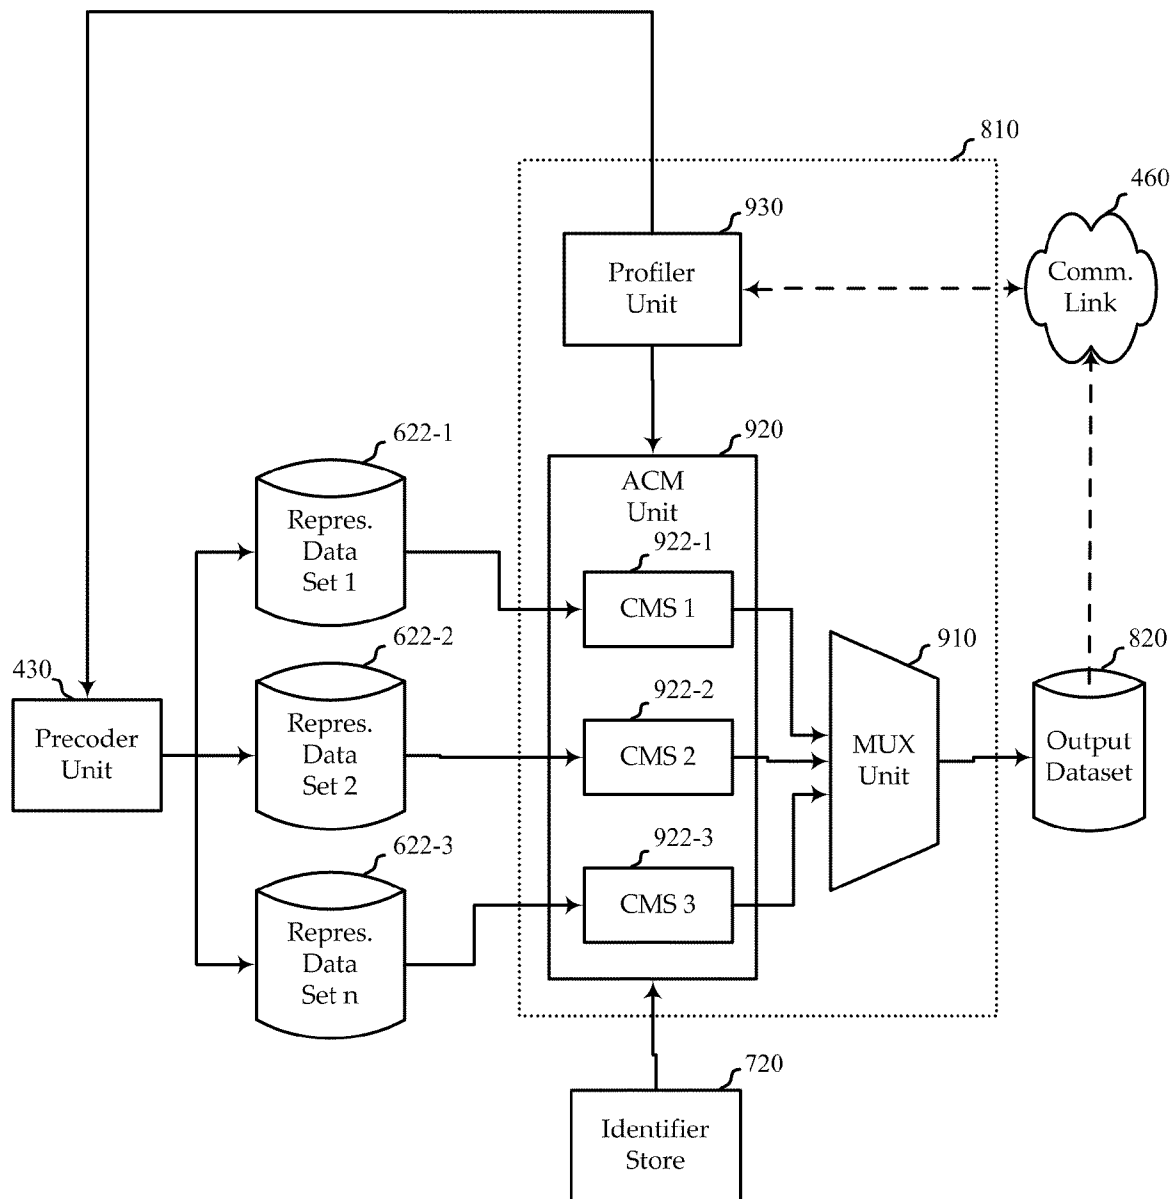 810
460
930
Profiler
Unit
Comm.
Link
622-1
920
Repres.
Data
Set 1
ACM
Unit
922-1
CMS 1
622-2
910
820
430
Precoder
Unit
Repres.
Data
Set 2
922-2
CMS 2
MUX
Unit
Output
Dataset
622-3
922-3
CMS 3
Repres.
Data
Set n
720
Identifier
Store